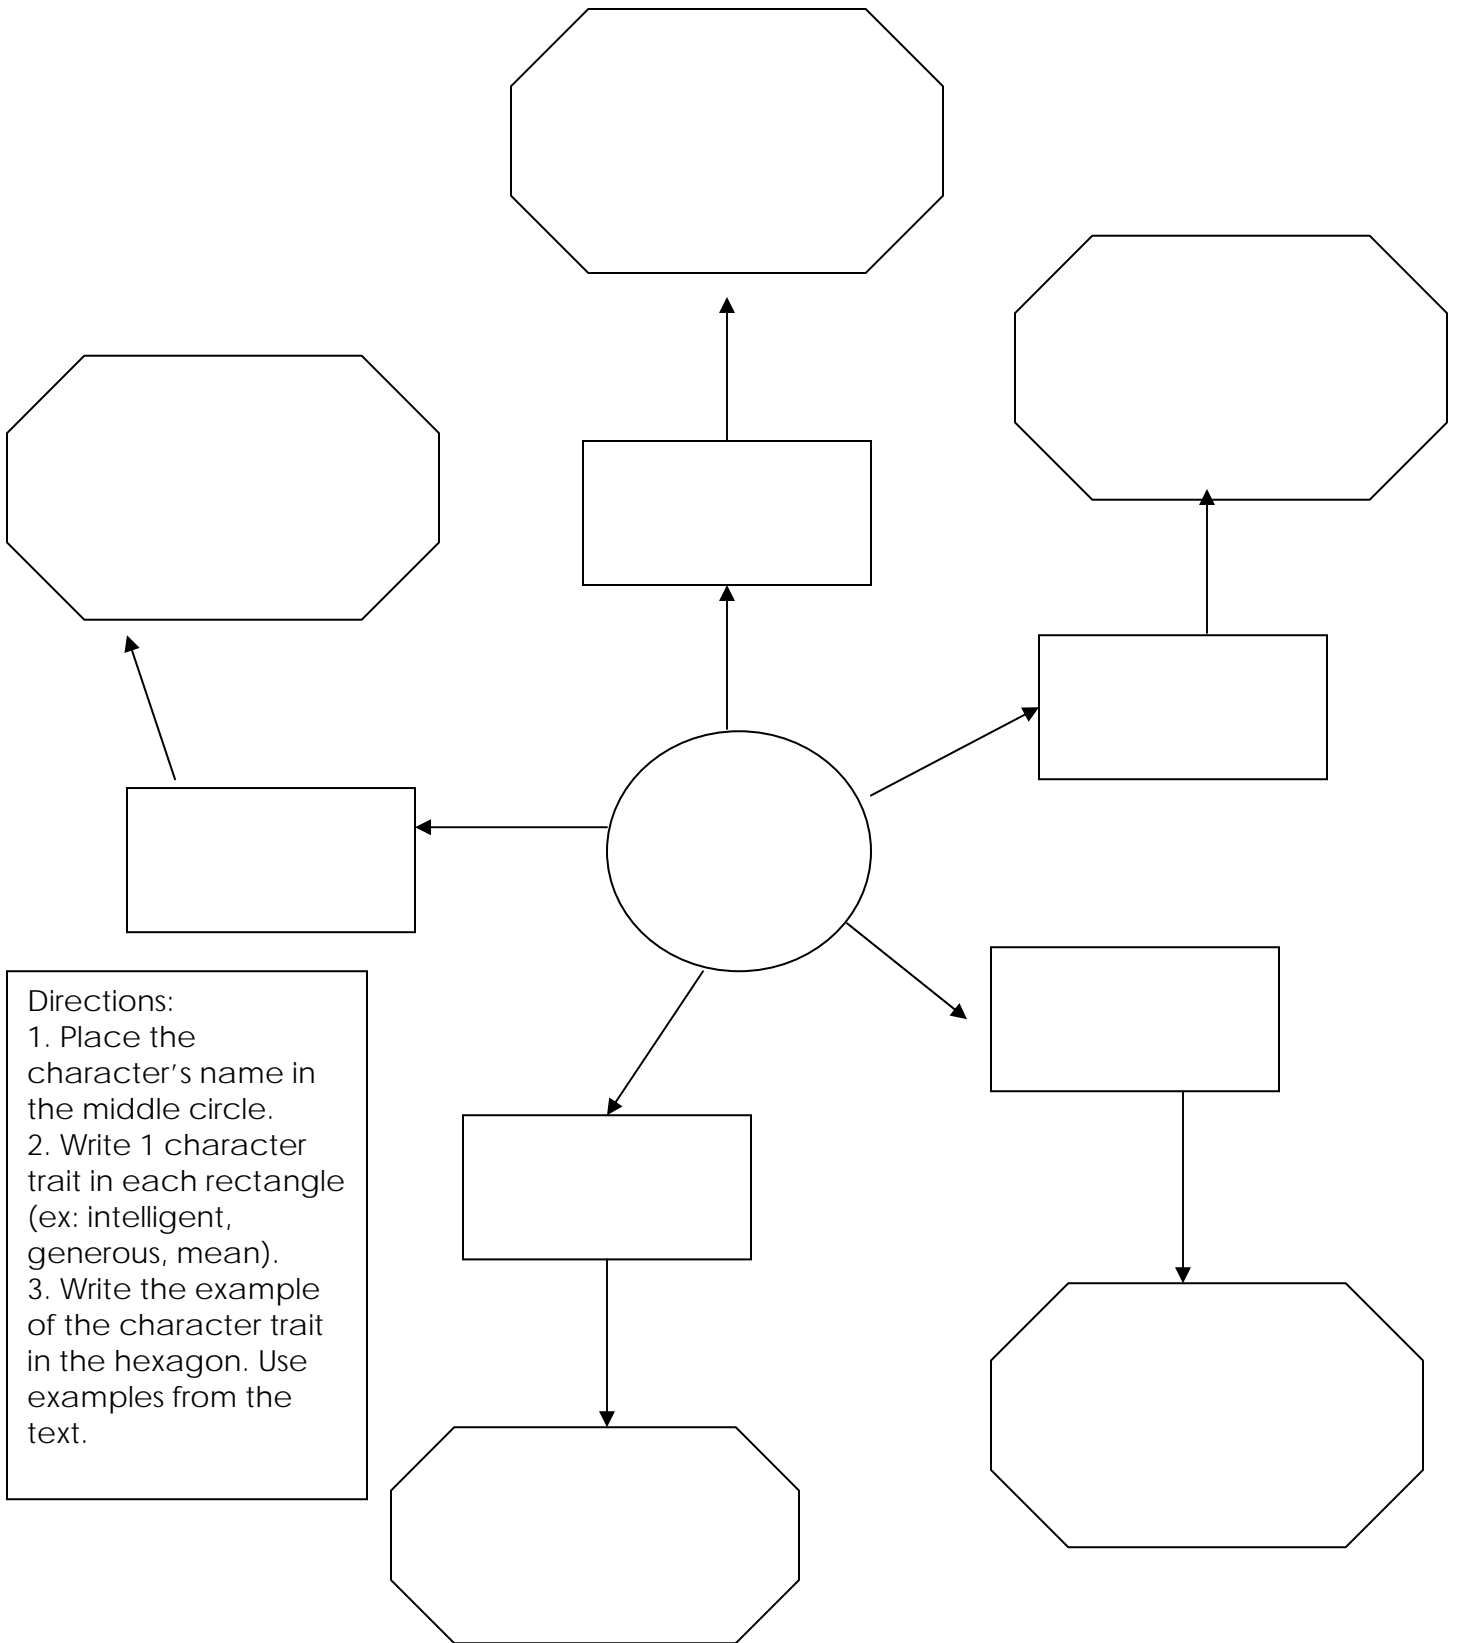 Directions:
1. Place the
character’s name in
the middle circle.
2. Write 1 character
trait in each rectangle
(ex: intelligent,
generous, mean).
3. Write the example
of the character trait
in the hexagon. Use
examples from the
text.